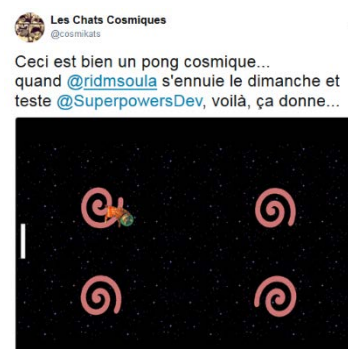 Les Chats Cosmiques
@cosmikats
Ceci est bien un pong cosmique...
quand @ridmsoula s'ennuie le dimanche et
teste @SuperpowersDev, voilà, ça donne...